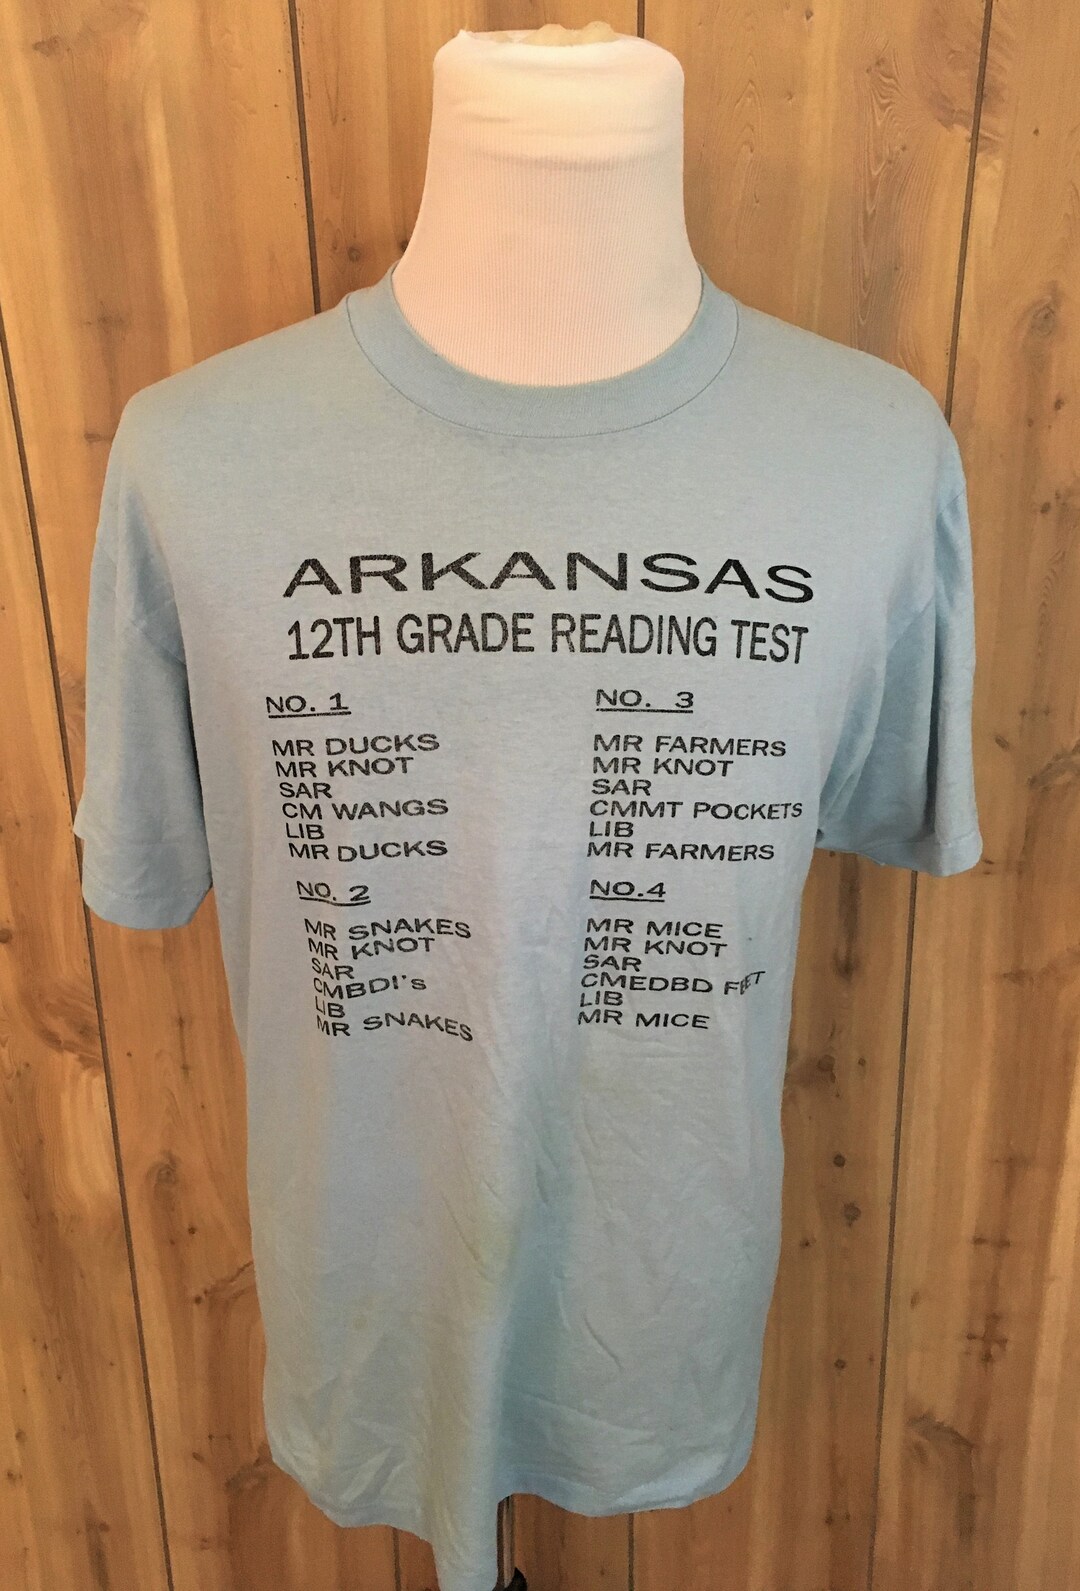 ARKANSAS
12TH GRADE READING TEST
NO. 1
MR DUCKS
MR KNOT
SAR
CM WANGS
LIB
MR DUCKS
NO. 2
MR SNAKES
MR KNOT
SAR
CMBDI's
LIB
MR SNAKES
NO. 3
MR FARMERS
MR KNOT
SAR
CMMT POCKETS
LIB
MR FARMERS
NO.4
MR MICE
MR KNOT
SAR
CMEDBD FEET
LIB
MR MICE